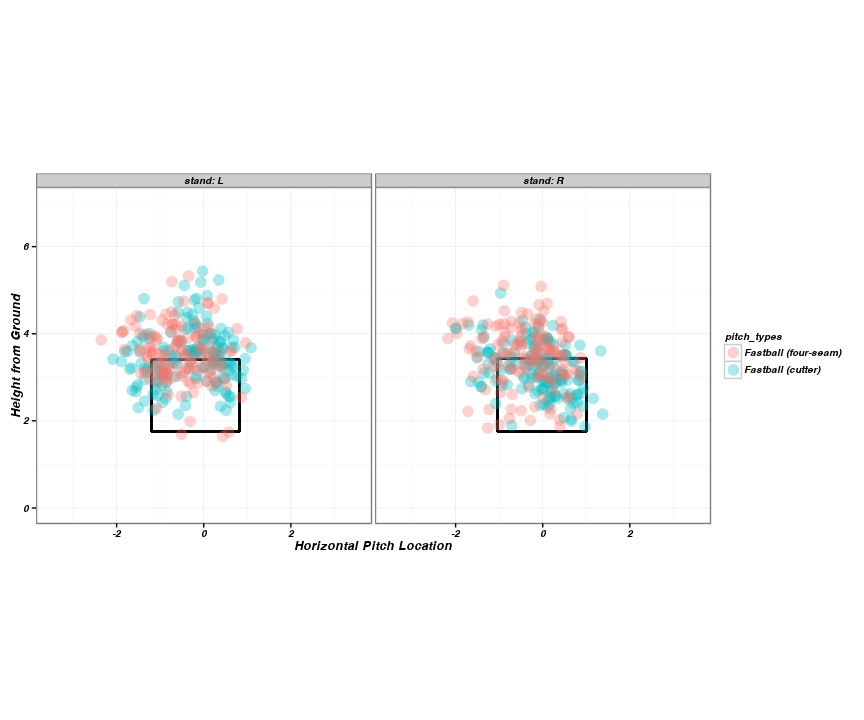 stand: L
stand: R
6
4
2
0
Height from Ground
-2
0
2
-2
0
2
Horizontal Pitch Location
pitch_types
Fastball (four-seam)
Fastball (cutter)